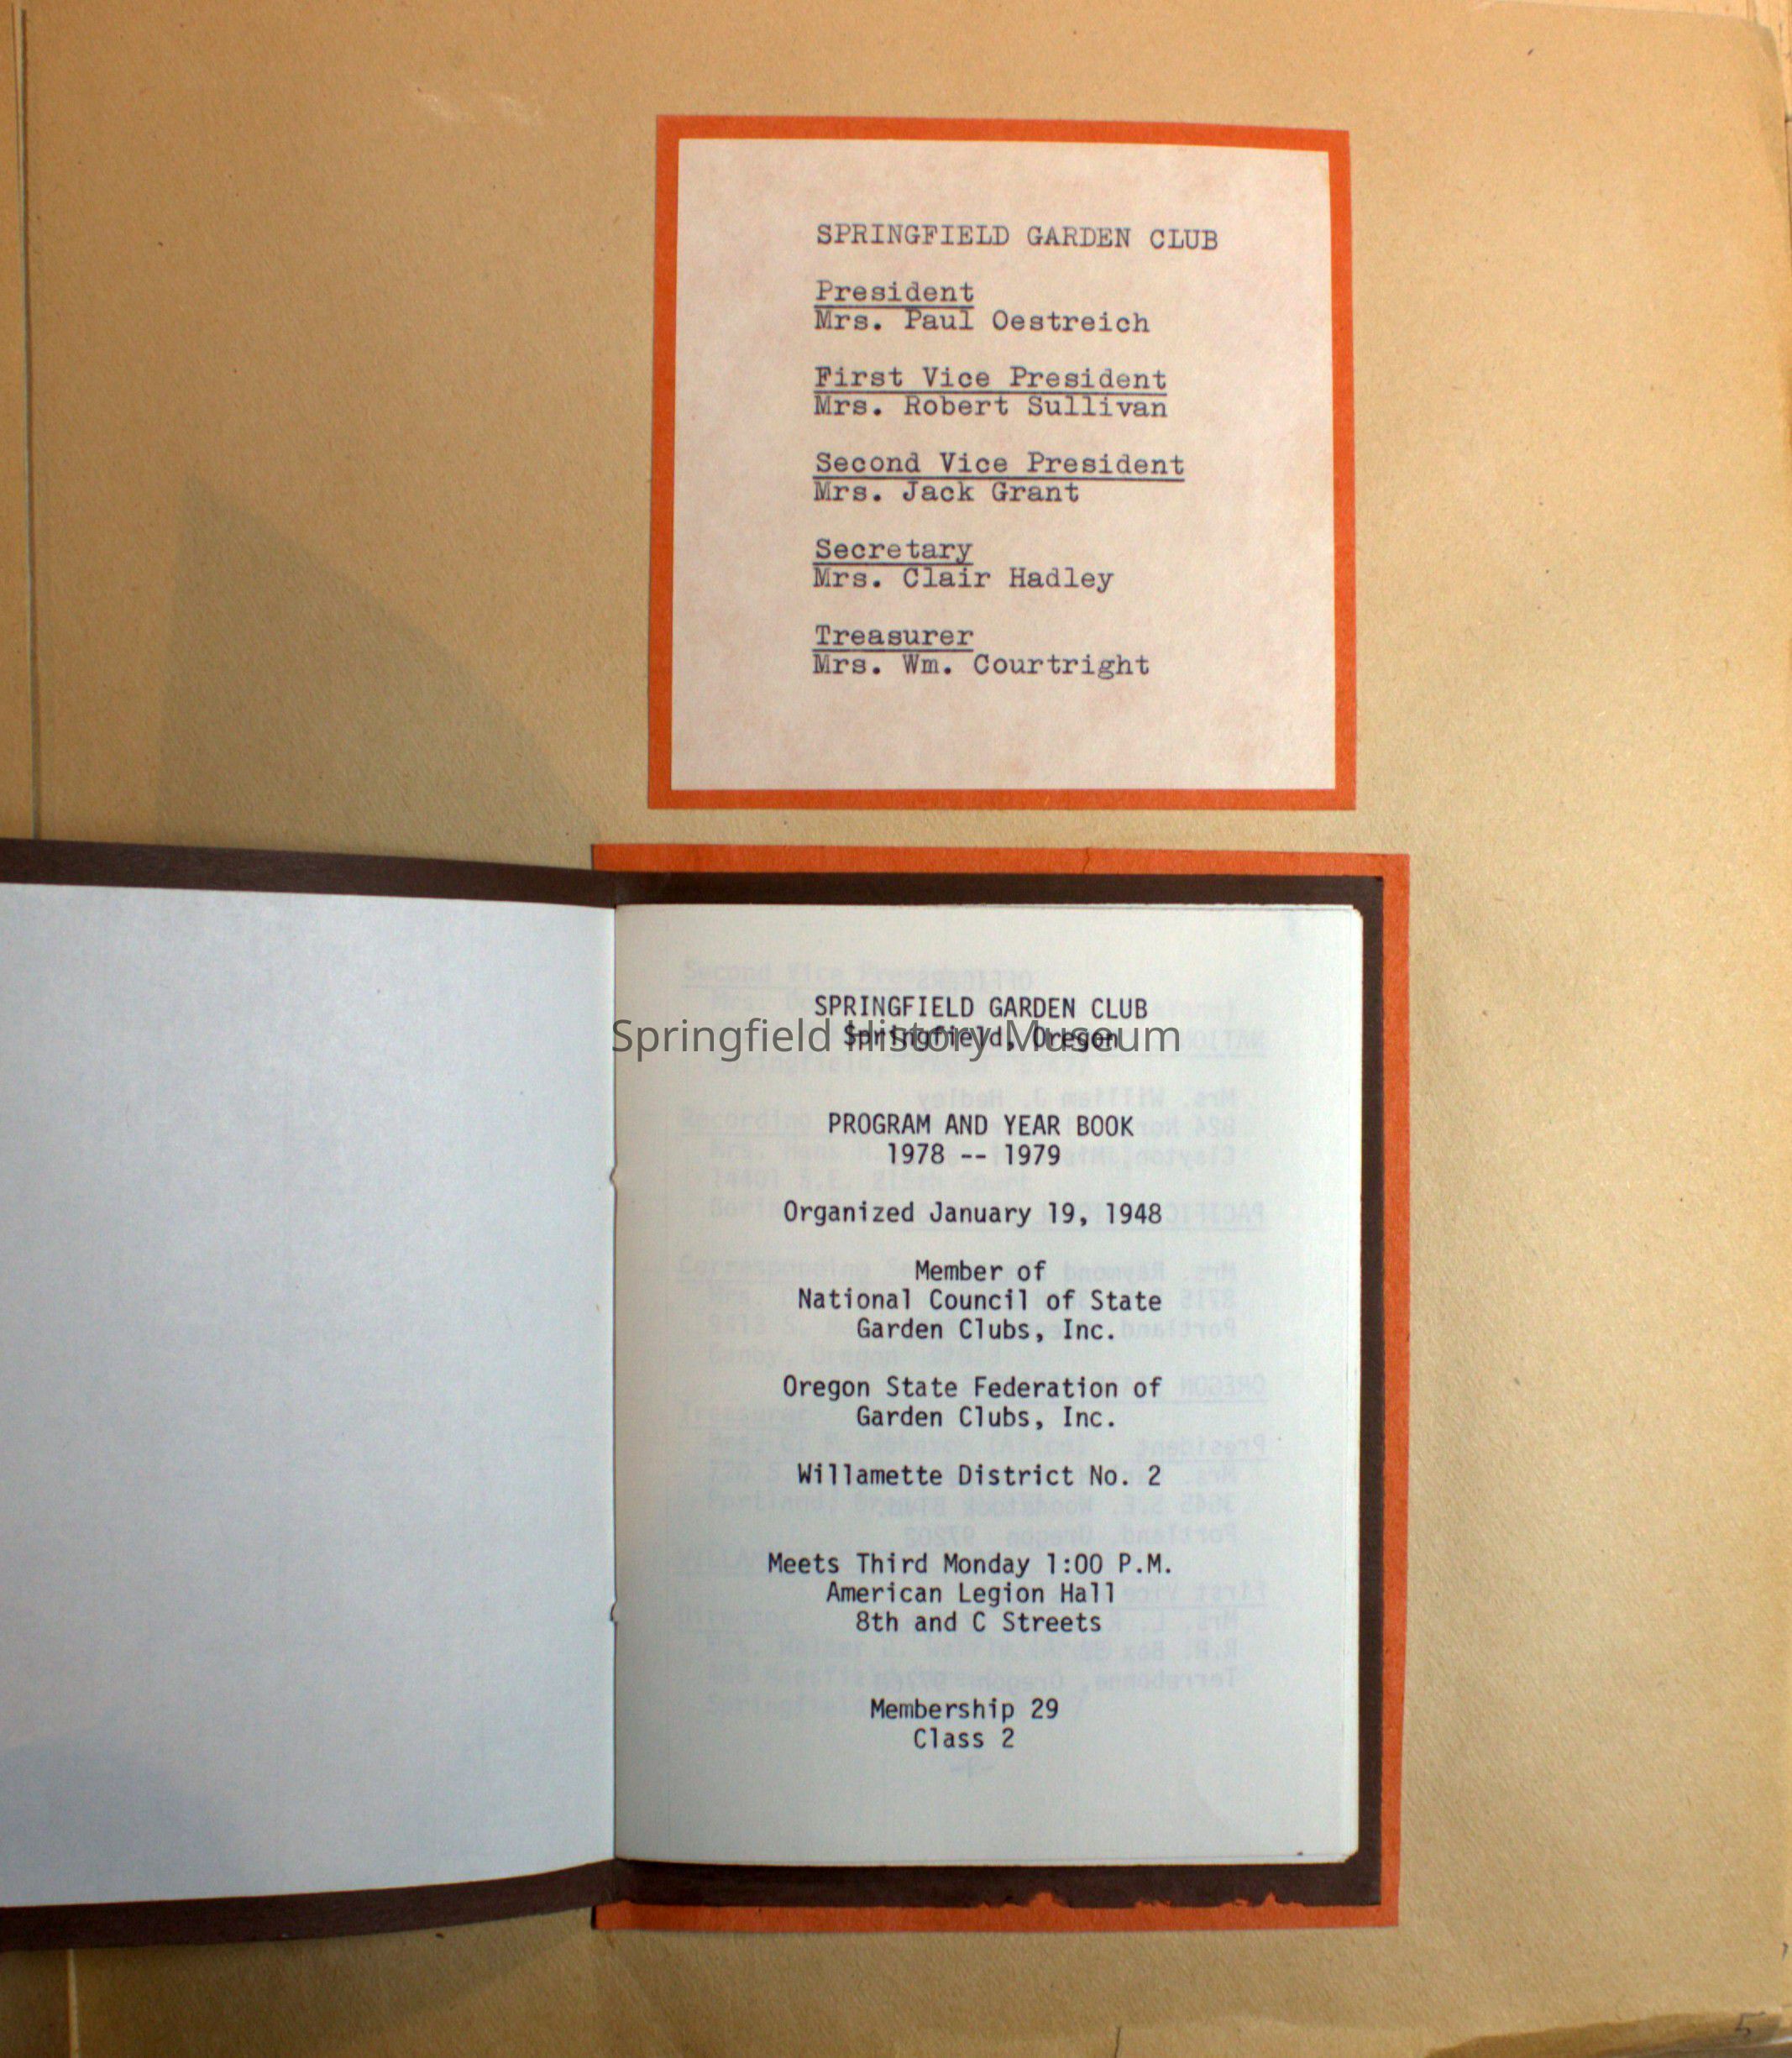 SPRINGFIELD GARDEN CLUB
President
Mrs. Paul Oestreich
First Vice President
Mrs. Robert Sullivan
Second Vice President
Mrs. Jack Grant
Secretary
Mrs. Clair Hadley
Treasurer
Mrs. Wm. Courtright
SPRINGFIELD GARDEN CLUB
Springfield, Oregon
Springfield History Museum
PROGRAM AND YEAR BOOK
1978 -- 1979
Organized January 19, 1948
Member of
National Council of State
Garden Clubs, Inc.
Oregon State Federation of
Garden Clubs, Inc.
Willamette District No. 2
Meets Third Monday 1:00 P.M.
American Legion Hall
8th and C Streets
Membership 29
Class 2